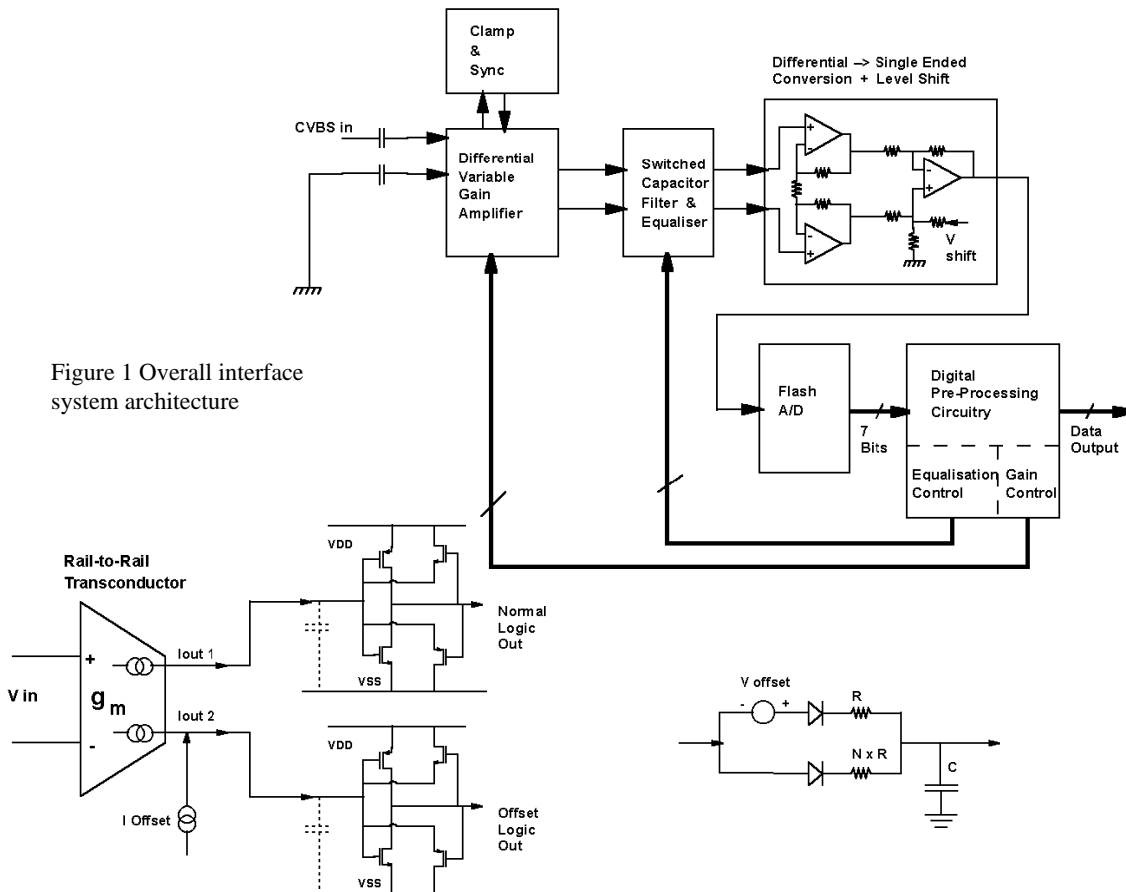 Clamp
&
Sync
Differential –> Single Ended
Conversion + Level Shift
CVBS in
Differential
Variable
Gain
Amplifier
Switched
Capacitor
Filter &
Equaliser
+
-
-
+
-
+
V
shift
Figure 1 Overall interface
system architecture
Flash
A/D
7
Bits
Digital
Pre-Processing
Circuitry
Data
Output
Equalisation
Control
Gain
Control
Rail-to-Rail
Transconductor
V in
+
-
gm
Iout 1
Iout 2
I Offset
VDD
VSS
Normal
Logic
Out
VDD
VSS
Offset
Logic
Out
V offset
-
+
R
N x R
C